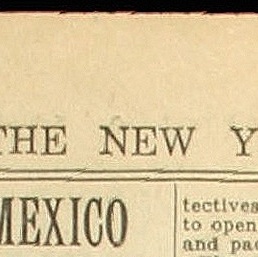 THE NEW Y
MEXICO
tectives
to open
and pac